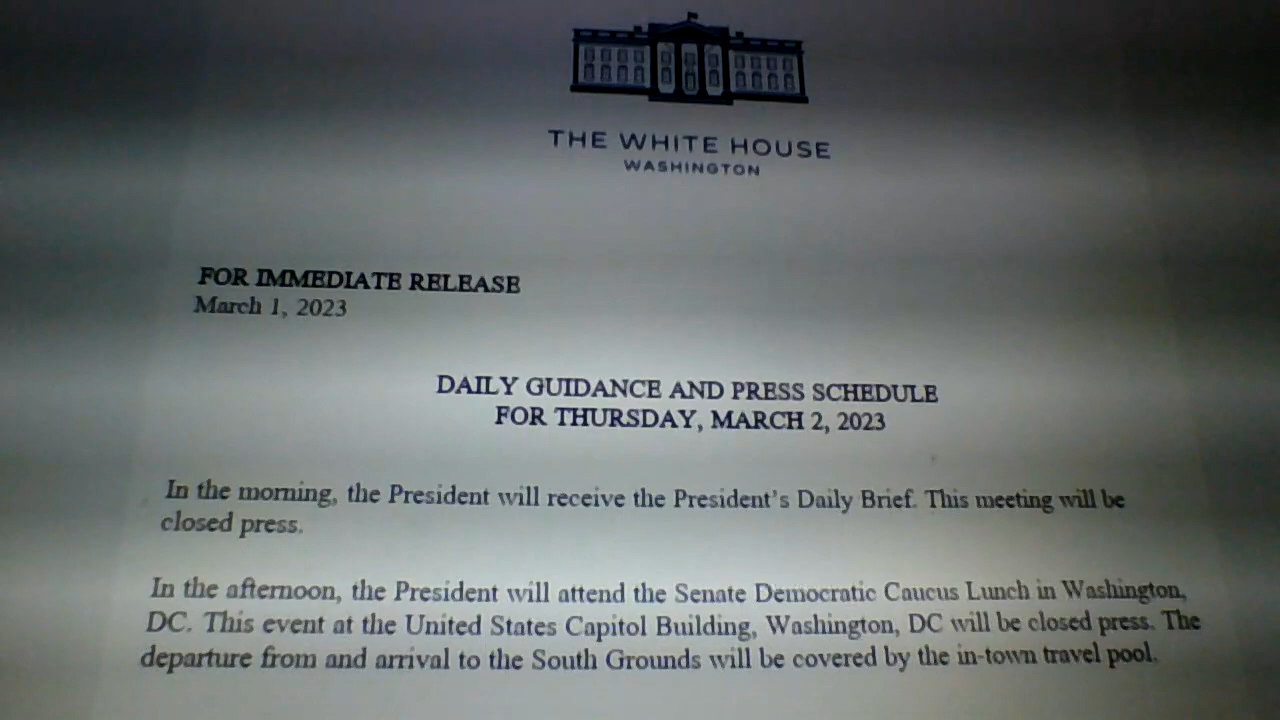 THE WHITE HOUSE
WASHINGTON
FOR IMMEDIATE RELEASE
March 1, 2023
DAILY GUIDANCE AND PRESS SCHEDULE
FOR THURSDAY, MARCH 2, 2023
In the morning, the President will receive the President's Daily Brief. This meeting will be
closed press.
In the afternoon, the President will attend the Senate Democratic Caucus Lunch in Washington,
DC. This event at the United States Capitol Building, Washington, DC will be closed press. The
departure from and arrival to the South Grounds will be covered by the in-town travel pool.